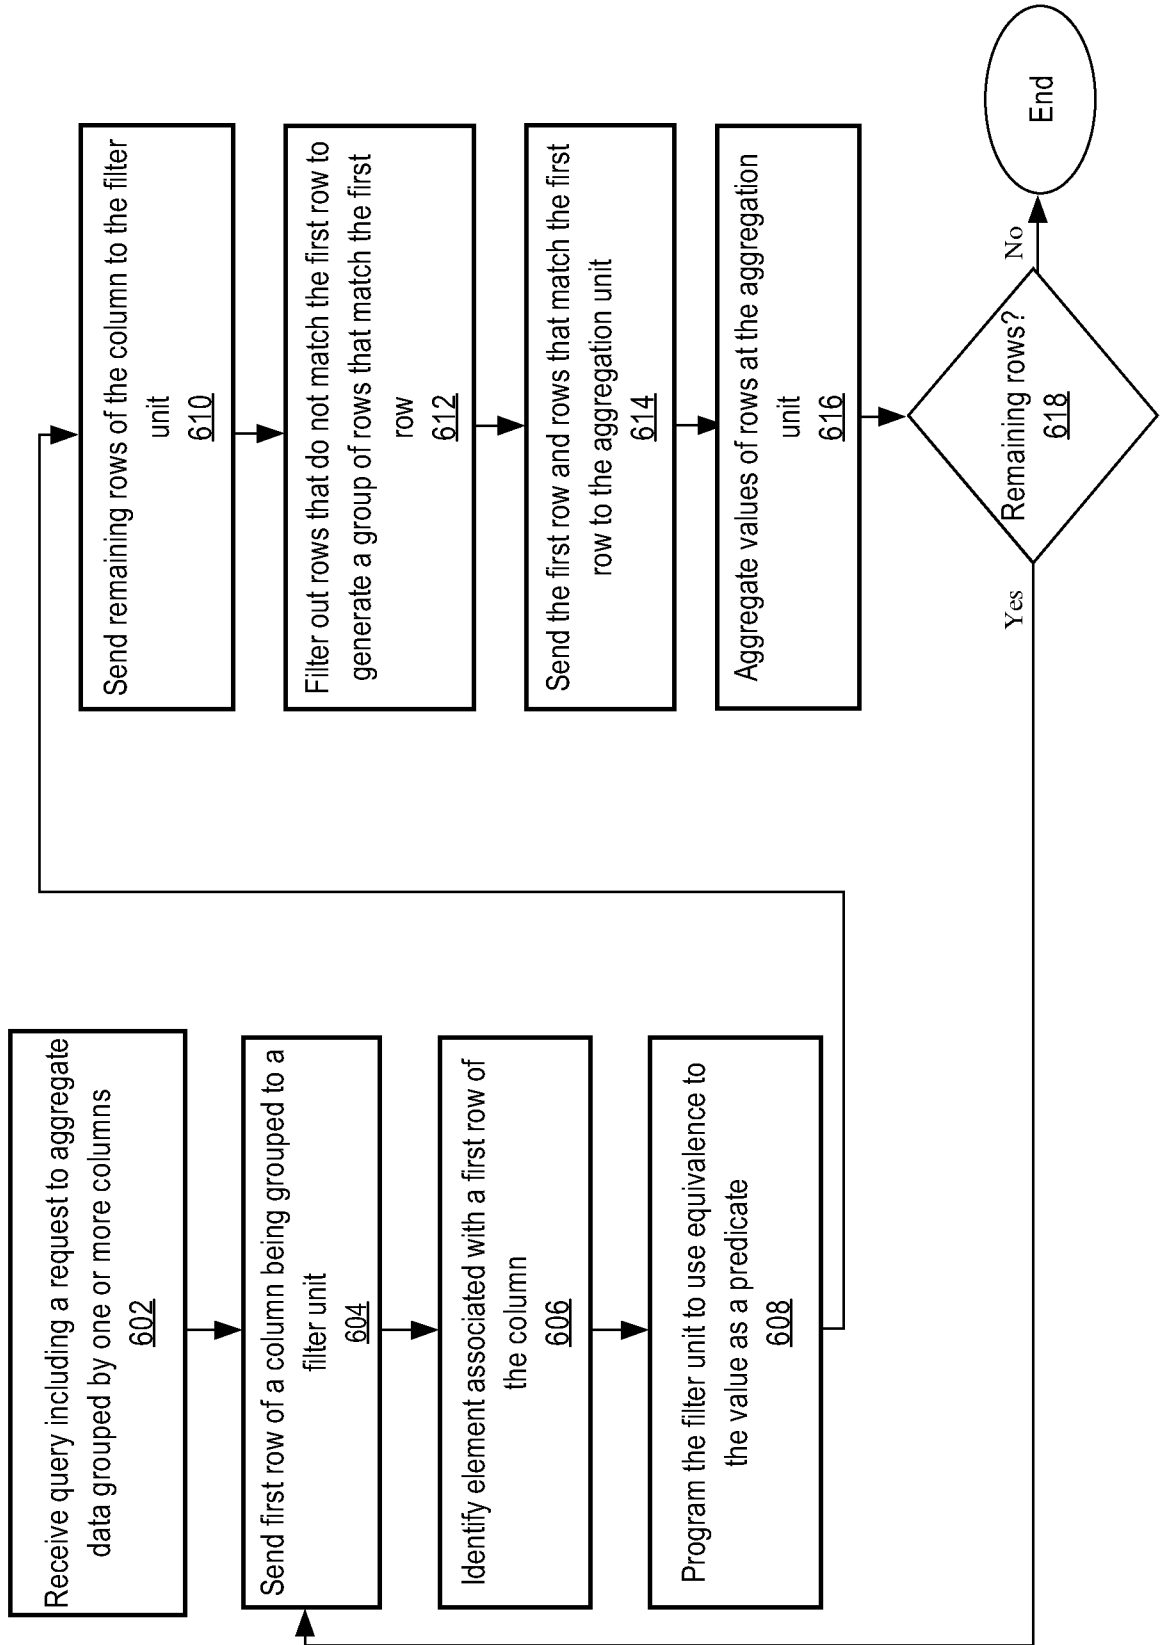 Receive query including a request to aggregate
data grouped by one or more columns
602
Send first row of a column being grouped to a
filter unit
604
Identify element associated with a first row of
the column
606
Program the filter unit to use equivalence to
the value as a predicate
608
Send remaining rows of the column to the filter
unit
610
Filter out rows that do not match the first row to
generate a group of rows that match the first
row
612
Send the first row and rows that match the first
row to the aggregation unit
614
Aggregate values of rows at the aggregation
unit
616
Remaining rows?
618
Yes
No
End